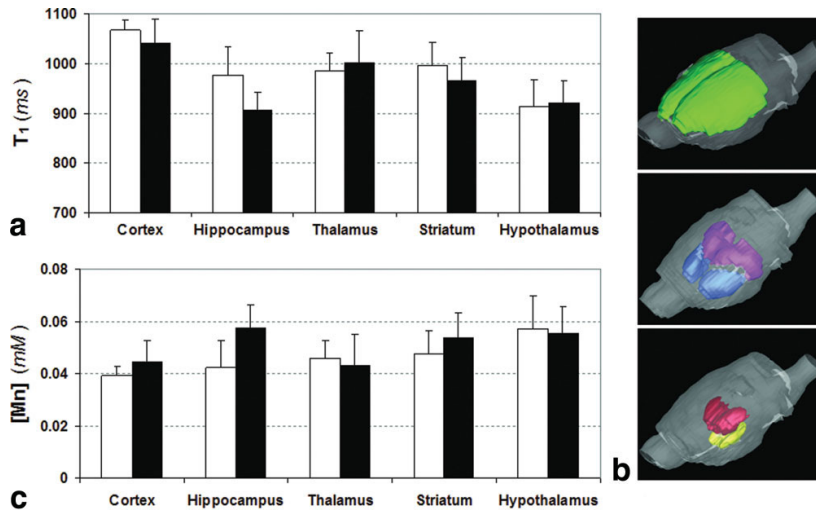 1100
1000
900
800
700
T₁ (ms)
Cortex Hippocampus Thalamus Striatum Hypothalamus
a
0.08
0.06
0.04
0.02
0
[Mn] (mM)
Cortex Hippocampus Thalamus Striatum Hypothalamus
c
b